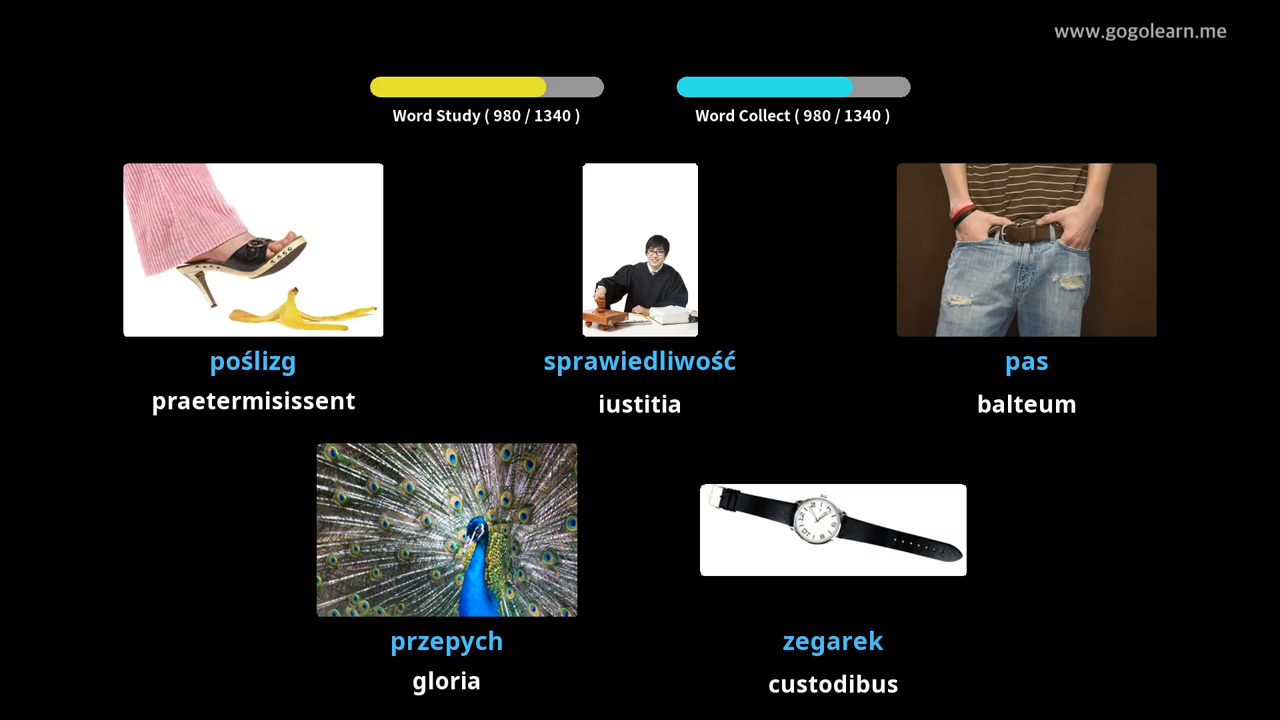 www.gogolearn.me
Word Study ( 980 / 1340 )
Word Collect ( 980 / 1340 )
poślizg
praetermisissent
sprawiedliwość
iustitia
pas
balteum
przepych
gloria
zegarek
custodibus